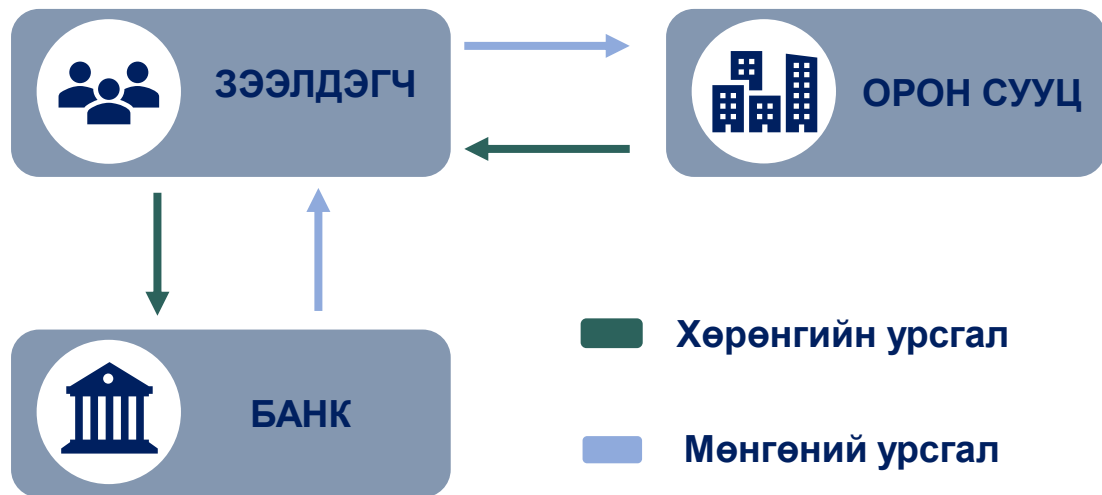 ЗЭЭЛДЭГЧ
ОРОН СУУЦ
БАНК
Хөрөнгийн урсгал
Мөнгөний урсгал